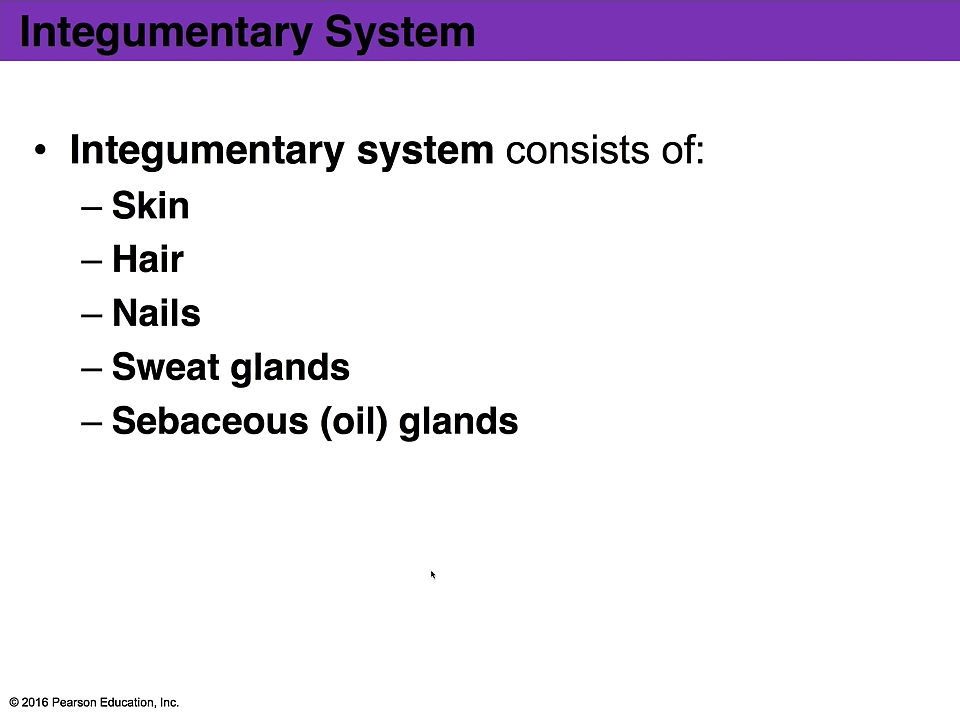 Integumentary System
• Integumentary system consists of:
– Skin
– Hair
– Nails
– Sweat glands
– Sebaceous (oil) glands
© 2016 Pearson Education, Inc.